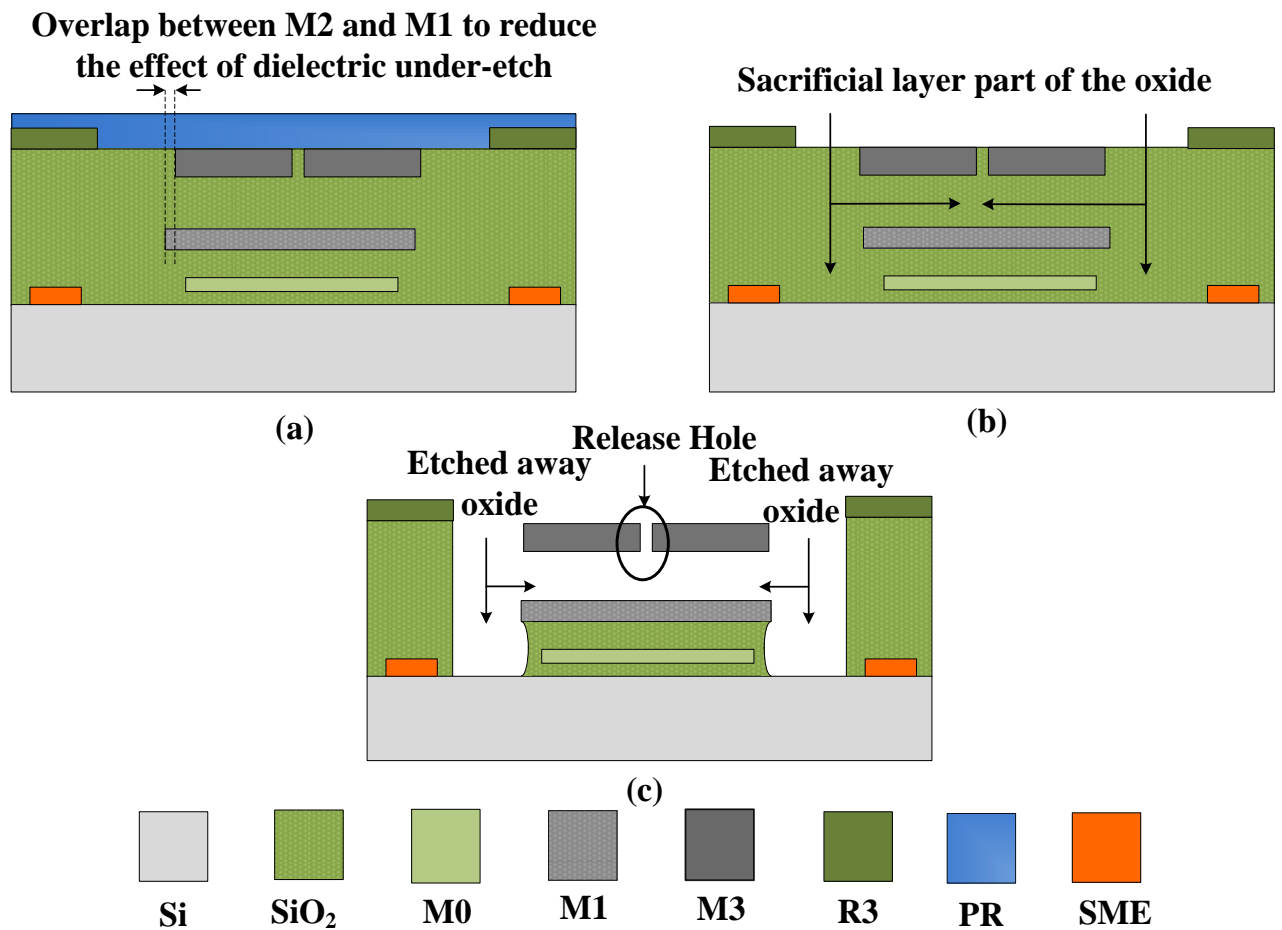 Overlap between M2 and M1 to reduce
the effect of dielectric under-etch
Sacrificial layer part of the oxide
(a)
(b)
Release Hole
Etched away
oxide
Etched away
oxide
(c)
Si
SiO₂
M0
M1
M3
R3
PR
SME